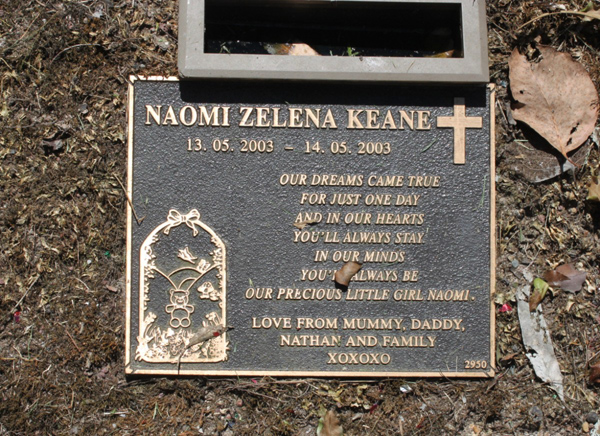 NAOMI ZELENA KEANE
13. 05. 2003 – 14. 05. 2003
OUR DREAMS CAME TRUE
FOR JUST ONE DAY
AND IN OUR HEARTS
YOU'LL ALWAYS STAY
IN OUR MINDS
YOU'LL ALWAYS BE
OUR PRECIOUS LITTLE GIRL NAOMI.
LOVE FROM MUMMY, DADDY,
NATHAN AND FAMILY
XOXOXO
2950